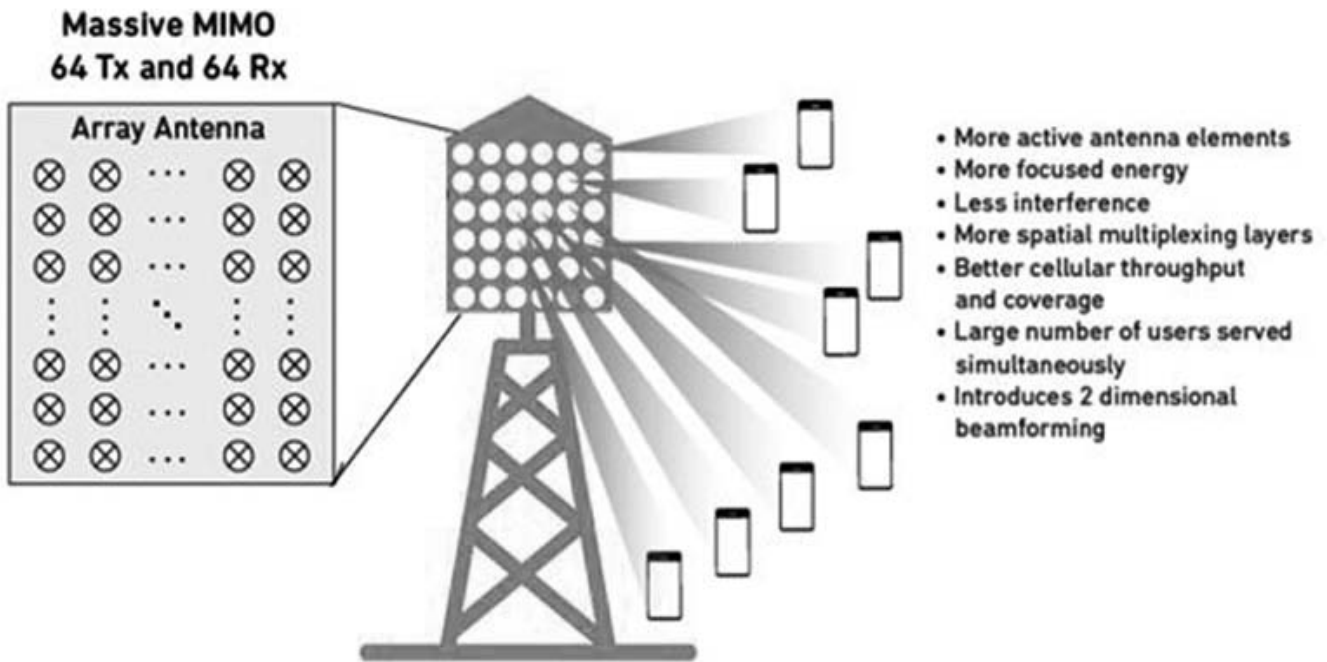 Massive MIMO
64 Tx and 64 Rx
Array Antenna
• More active antenna elements
• More focused energy
• Less interference
• More spatial multiplexing layers
• Better cellular throughput
and coverage
• Large number of users served
simultaneously
• Introduces 2 dimensional
beamforming